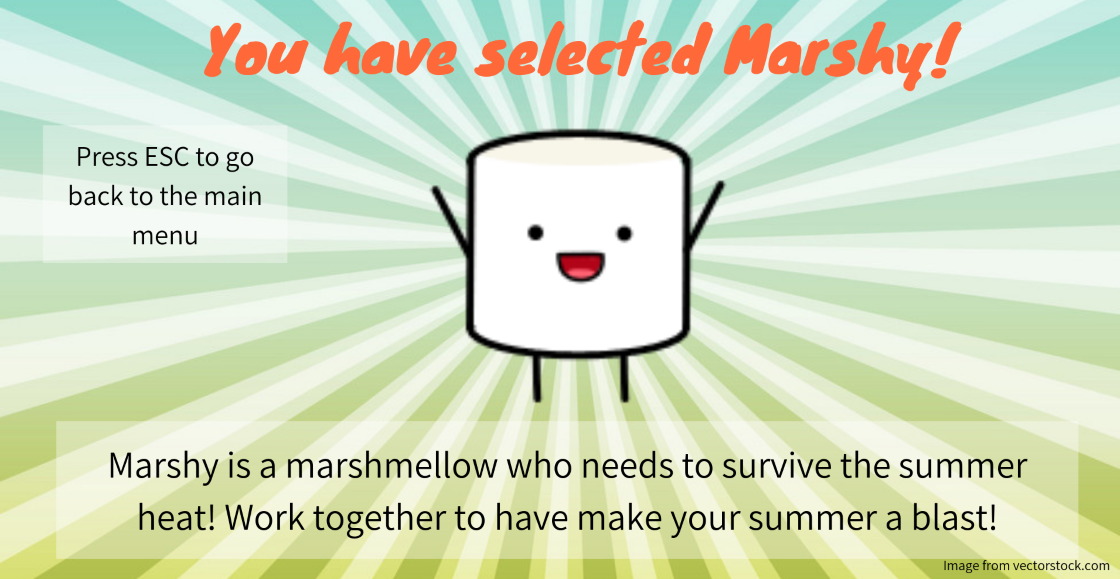 You have selected Marshy!
Press ESC to go
back to the main
menu
Marshy is a marshmellow who needs to survive the summer
heat! Work together to have make your summer a blast!
Image from vectorstock.com